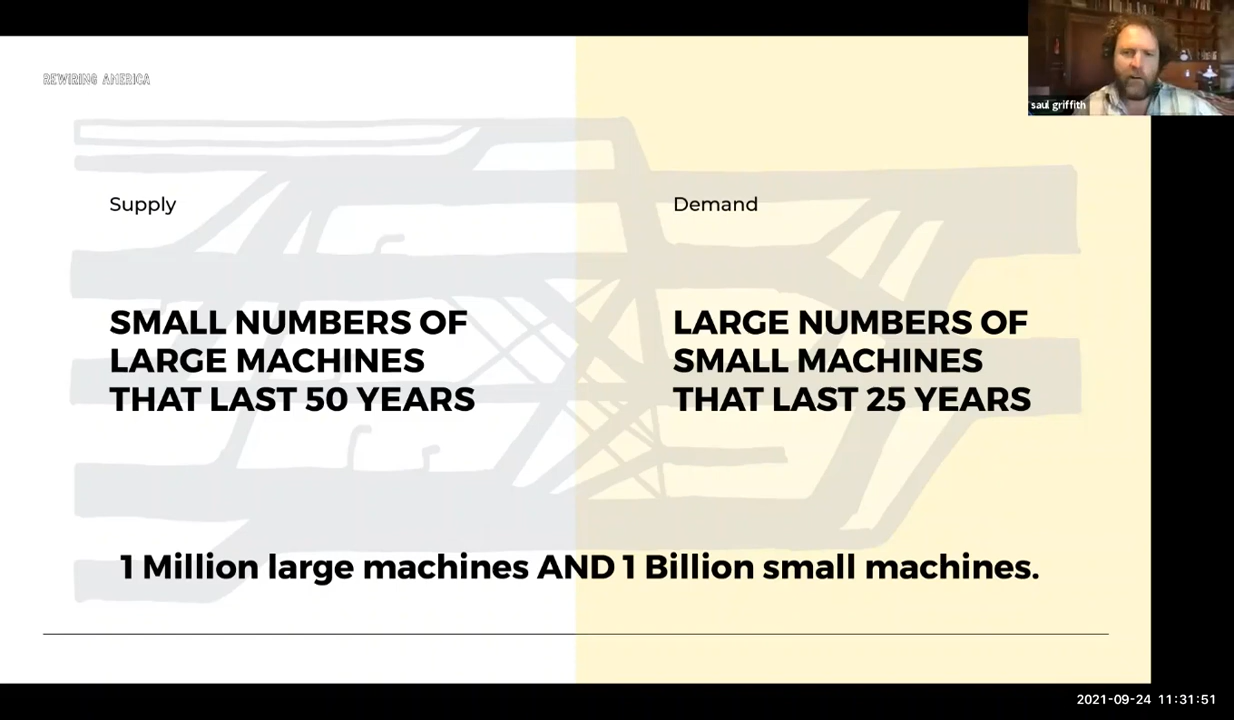 REWIRING AMERICA
saul griffith
Supply
Demand
SMALL NUMBERS OF
LARGE MACHINES
THAT LAST 50 YEARS
LARGE NUMBERS OF
SMALL MACHINES
THAT LAST 25 YEARS
1 Million large machines AND 1 Billion small machines.
2021-09-24 11:31:51